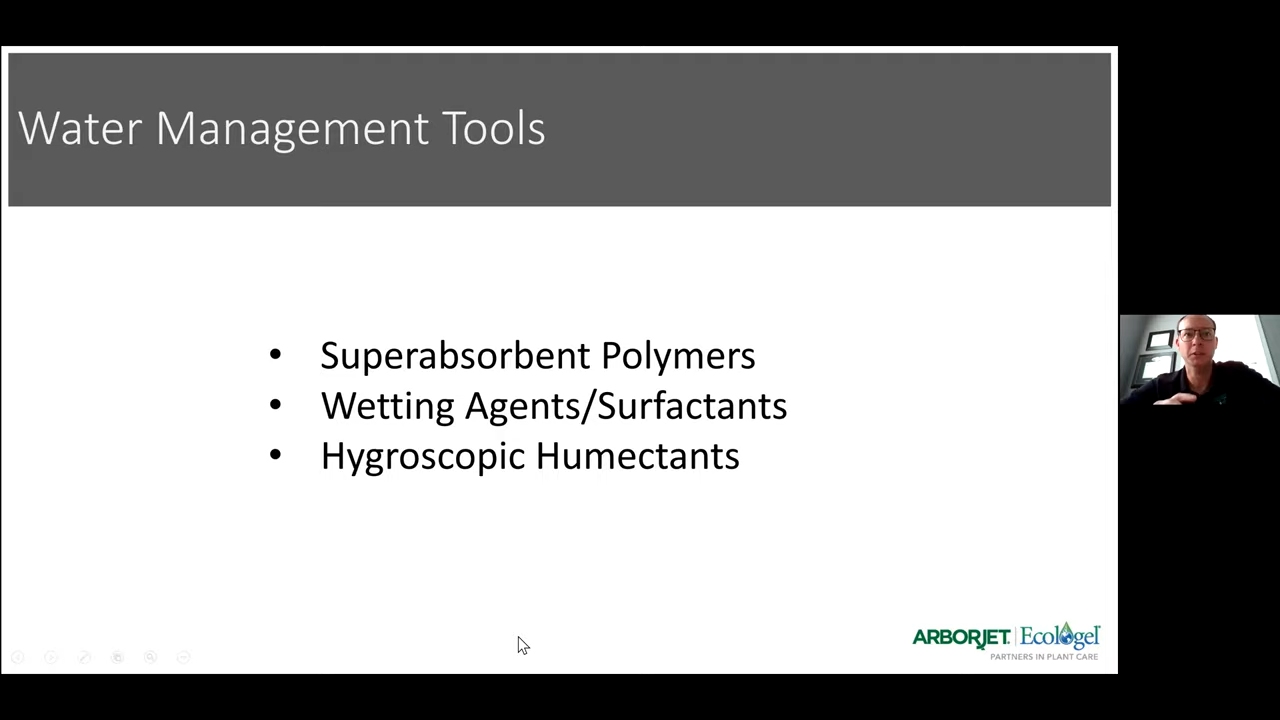 Water Management Tools
• Superabsorbent Polymers
• Wetting Agents/Surfactants
• Hygroscopic Humectants
ARBORJET | Ecologel
PARTNERS IN PLANT CARE